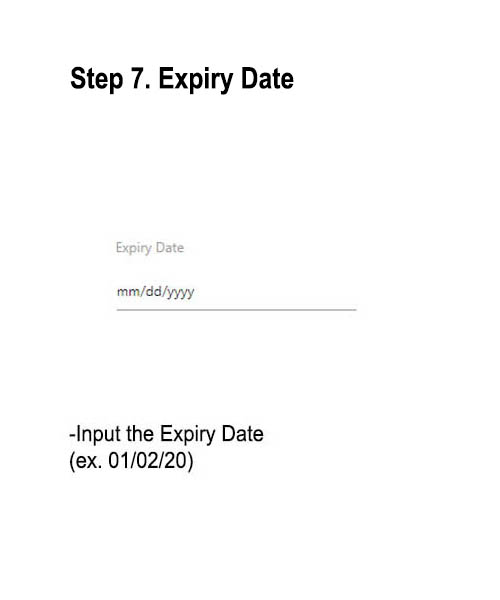 Step 7. Expiry Date
Expiry Date
mm/dd/yyyy
-Input the Expiry Date
(ex. 01/02/20)